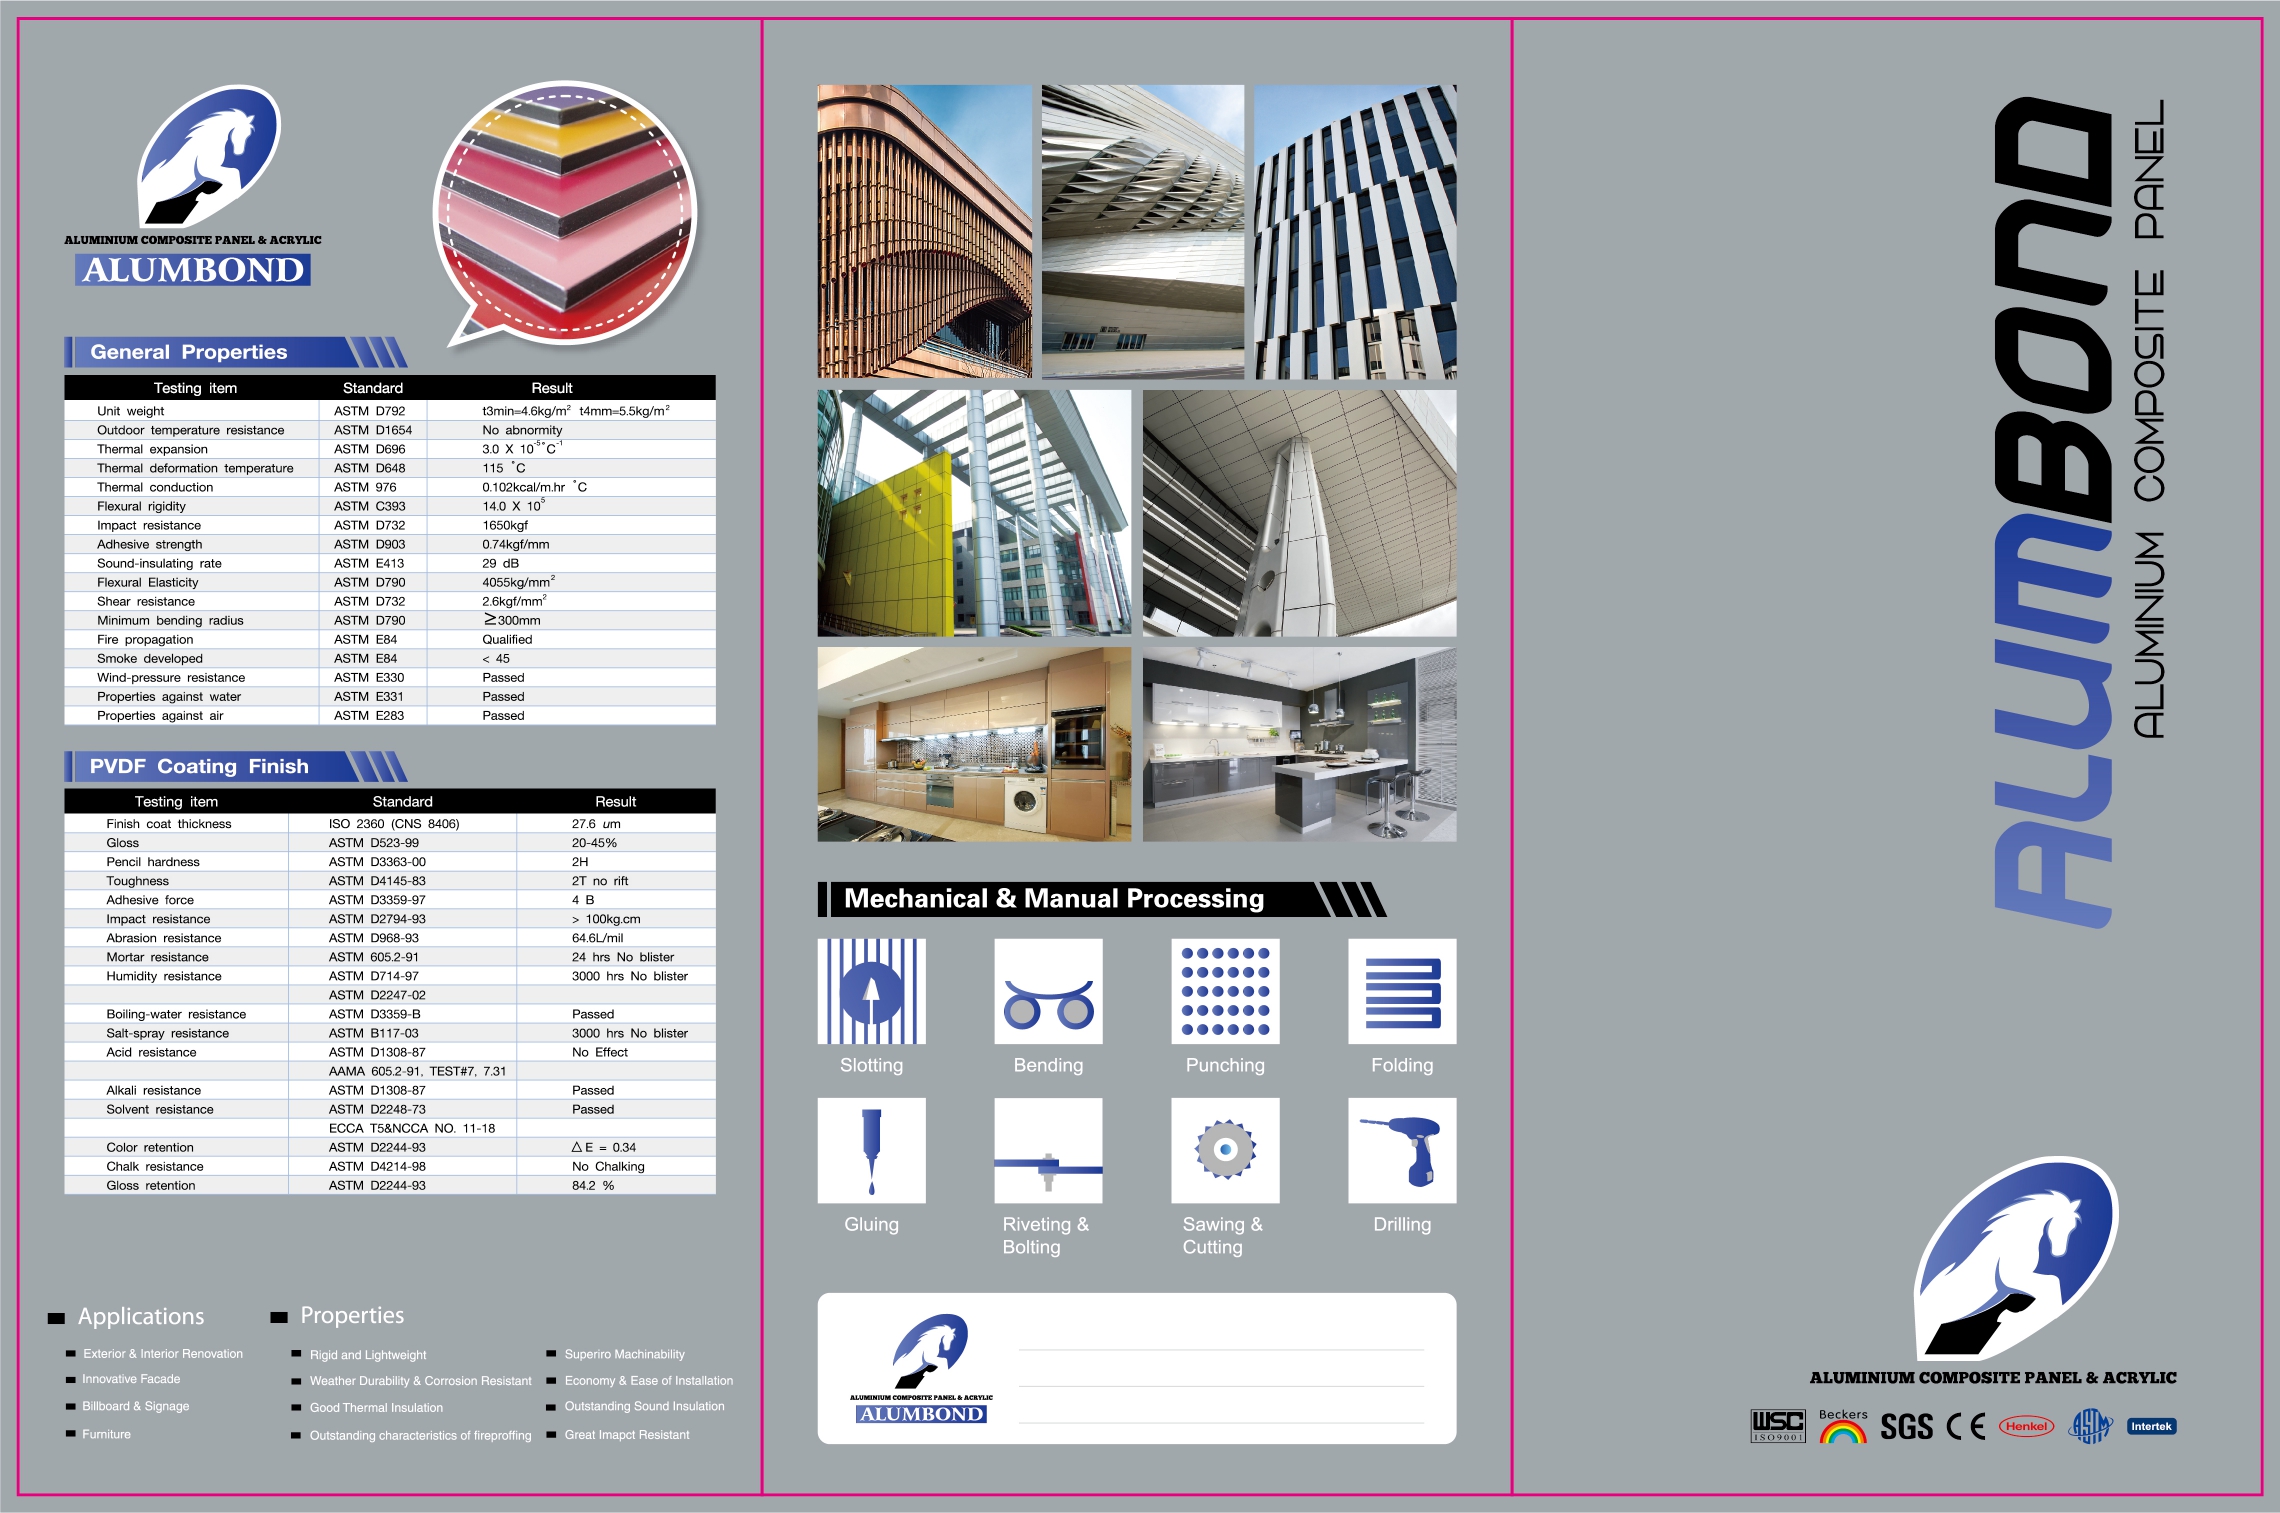 ALUMINIUM COMPOSITE PANEL & ACRYLIC
ALUMBOND
General Properties
Testing item Standard Result
Unit weight ASTM D792 t3min=4.6kg/m² t4mm=5.5kg/m²
Outdoor temperature resistance ASTM D1654 No abnormity
Thermal expansion ASTM D696 3.0 X 10⁻⁵°C⁻¹
Thermal deformation temperature ASTM D648 115 °C
Thermal conduction ASTM 976 0.102kcal/m.hr °C
Flexural rigidity ASTM C393 14.0 X 10⁵
Impact resistance ASTM D732 1650kgf
Adhesive strength ASTM D903 0.74kgf/mm
Sound-insulating rate ASTM E413 29 dB
Flexural Elasticity ASTM D790 4055kg/mm²
Shear resistance ASTM D732 2.6kgf/mm²
Minimum bending radius ASTM D790 ≥300mm
Fire propagation ASTM E84 Qualified
Smoke developed ASTM E84 < 45
Wind-pressure resistance ASTM E330 Passed
Properties against water ASTM E331 Passed
Properties against air ASTM E283 Passed
PVDF Coating Finish
Testing item Standard Result
Finish coat thickness ISO 2360 (CNS 8406) 27.6 um
Gloss ASTM D523-99 20-45%
Pencil hardness ASTM D3363-00 2H
Toughness ASTM D4145-83 2T no rift
Adhesive force ASTM D3359-97 4 B
Impact resistance ASTM D2794-93 > 100kg.cm
Abrasion resistance ASTM D968-93 64.6L/mil
Mortar resistance ASTM 605.2-91 24 hrs No blister
Humidity resistance ASTM D714-97 3000 hrs No blister
ASTM D2247-02
Boiling-water resistance ASTM D3359-B Passed
Salt-spray resistance ASTM B117-03 3000 hrs No blister
Acid resistance ASTM D1308-87 No Effect
AAMA 605.2-91, TEST#7, 7.31
Alkali resistance ASTM D1308-87 Passed
Solvent resistance ASTM D2248-73 Passed
ECCA T5&NCCA NO. 11-18
Color retention ASTM D2244-93 △E = 0.34
Chalk resistance ASTM D4214-98 No Chalking
Gloss retention ASTM D2244-93 84.2 %
Applications
Exterior & Interior Renovation
Innovative Facade
Billboard & Signage
Furniture
Properties
Rigid and Lightweight
Weather Durability & Corrosion Resistant
Good Thermal Insulation
Outstanding characteristics of fireproffing
Superiro Machinability
Economy & Ease of Installation
Outstanding Sound Insulation
Great Imapct Resistant
Mechanical & Manual Processing
Slotting
Bending
Punching
Folding
Gluing
Riveting &
Bolting
Sawing &
Cutting
Drilling
ALUMINIUM COMPOSITE PANEL & ACRYLIC
ALUMBOND
ALUMBOND
ALUMINIUM COMPOSITE PANEL
ALUMINIUM COMPOSITE PANEL & ACRYLIC
WSC
ISO9001
Beckers
SGS
CE
Henkel
ASTM
Intertek